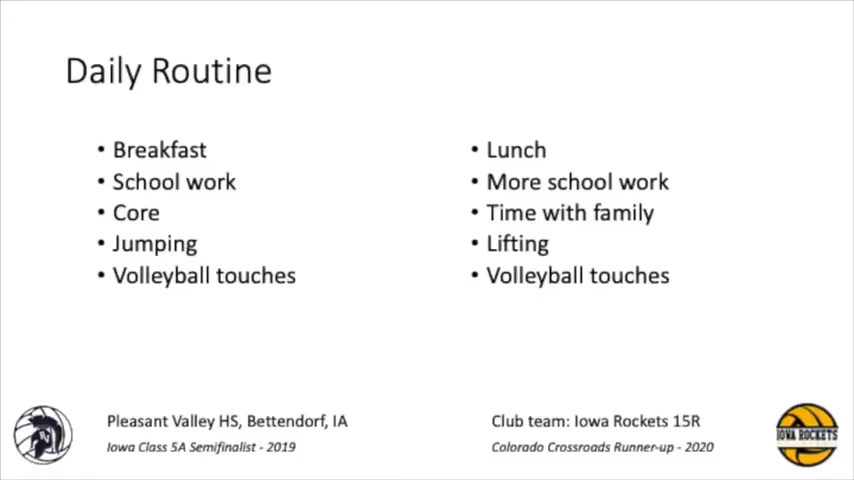 Daily Routine
• Breakfast
• School work
• Core
• Jumping
• Volleyball touches
• Lunch
• More school work
• Time with family
• Lifting
• Volleyball touches
Pleasant Valley HS, Bettendorf, IA
Iowa Class 5A Semifinalist - 2019
Club team: Iowa Rockets 15R
Colorado Crossroads Runner-up - 2020
IOWA ROCKETS